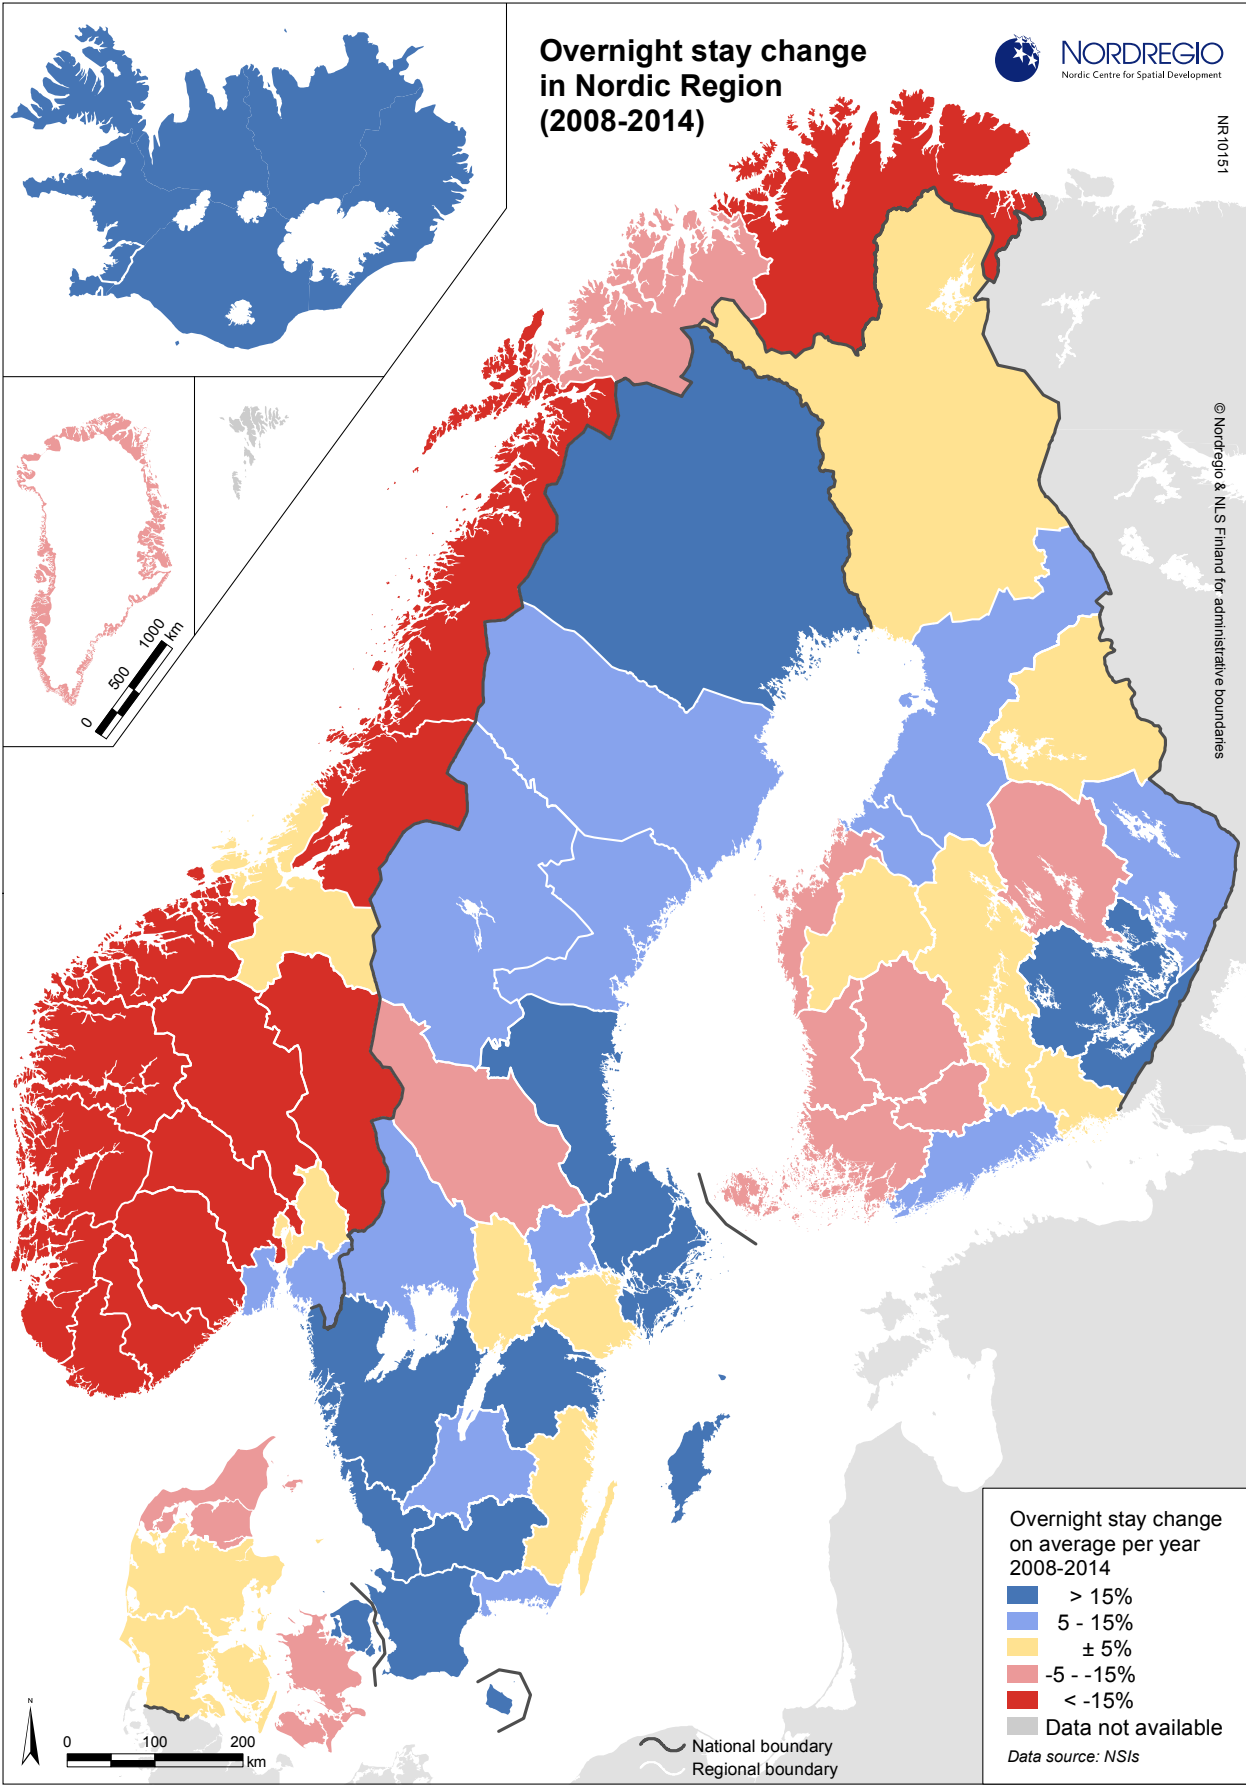 Overnight stay change
in Nordic Region
(2008-2014)
NORDREGIO
Nordic Centre for Spatial Development
NR10151
© Nordregio & NLS Finland for administrative boundaries
0 500 1000
km
Overnight stay change
on average per year
2008-2014
> 15%
5 - 15%
± 5%
-5 - -15%
< -15%
Data not available
Data source: NSIs
National boundary
Regional boundary
N
0 100 200
km